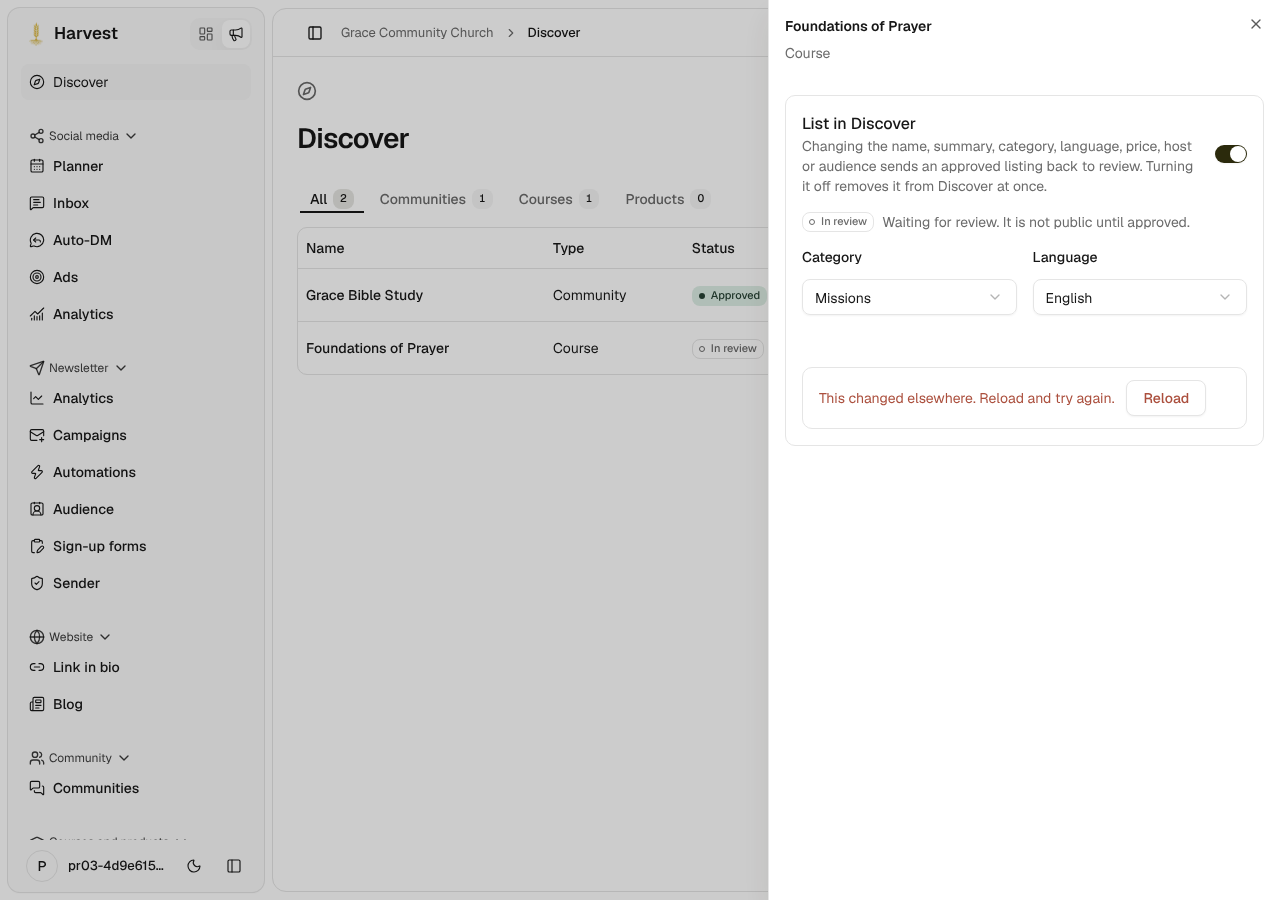 Harvest
Discover
Social media
Planner
Inbox
Auto-DM
Ads
Analytics
Newsletter
Analytics
Campaigns
Automations
Audience
Sign-up forms
Sender
Website
Link in bio
Blog
Community
Communities
P
pr03-4d9e615…
Grace Community Church
Discover
Discover
All 2
Communities 1
Courses 1
Products 0
Name Type Status
Grace Bible Study Community Approved
Foundations of Prayer Course In review
Foundations of Prayer
Course
List in Discover
Changing the name, summary, category, language, price, host
or audience sends an approved listing back to review. Turning
it off removes it from Discover at once.
In review Waiting for review. It is not public until approved.
Category Language
Missions English
This changed elsewhere. Reload and try again. Reload